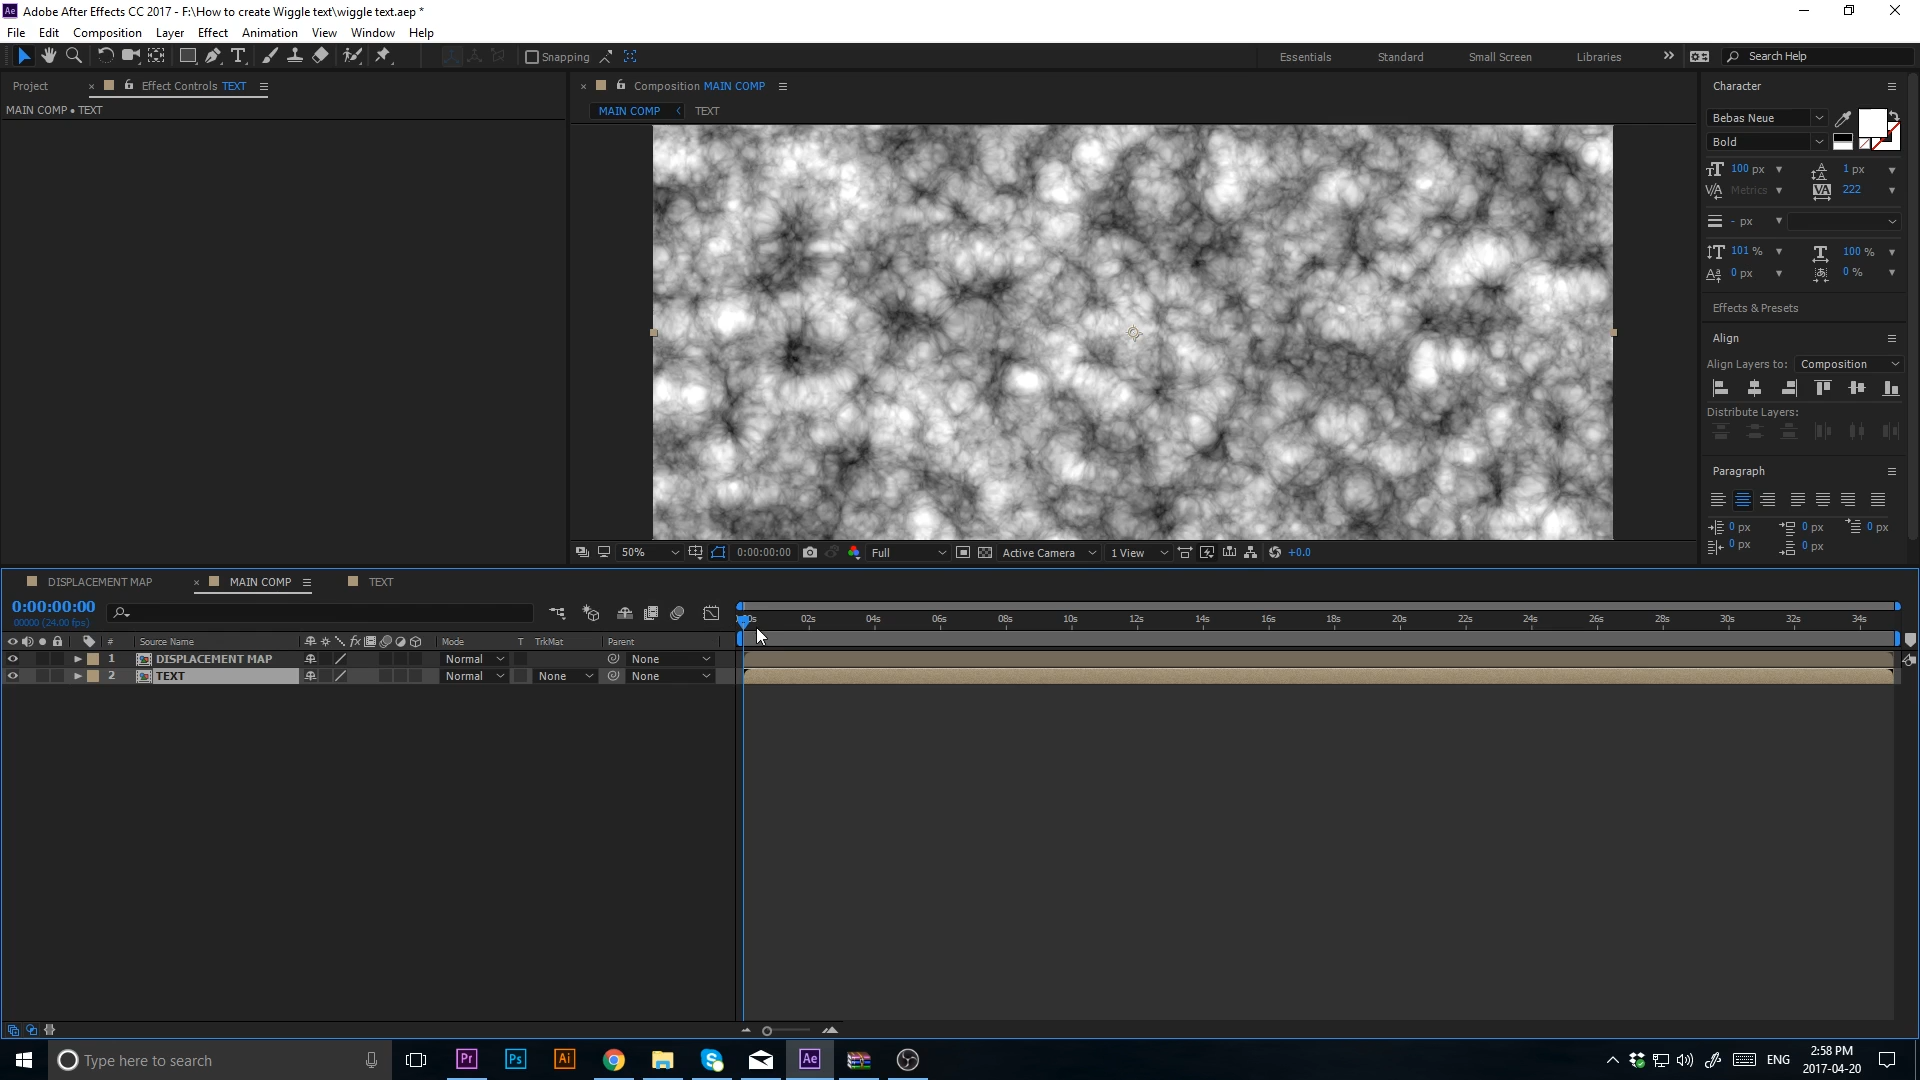 Ae Adobe After Effects CC 2017 - F:\How to create Wiggle text\wiggle text.aep *
File Edit Composition Layer Effect Animation View Window Help
Snapping Essentials Standard Small Screen Libraries Search Help
Project Effect Controls TEXT Composition MAIN COMP Character
MAIN COMP • TEXT MAIN COMP TEXT
Bebas Neue
Bold
100 px 1 px
Metrics 222
- px
101 % 100 %
0 px 0 %
Effects & Presets
Align
Align Layers to: Composition
Distribute Layers:
Paragraph
0 px 0 px 0 px
0 px 0 px
50% 0:00:00:00 Full Active Camera 1 View +0.0
DISPLACEMENT MAP MAIN COMP TEXT
0:00:00:00
00000 (24.00 fps) 02s 04s 06s 08s 10s 12s 14s 16s 18s 20s 22s 24s 26s 28s 30s 32s 34s
# Source Name Mode T TrkMat Parent
1 DISPLACEMENT MAP Normal None
2 TEXT Normal None None
Type here to search Pr Ps Ai Ae ENG 2:58 PM
2017-04-20